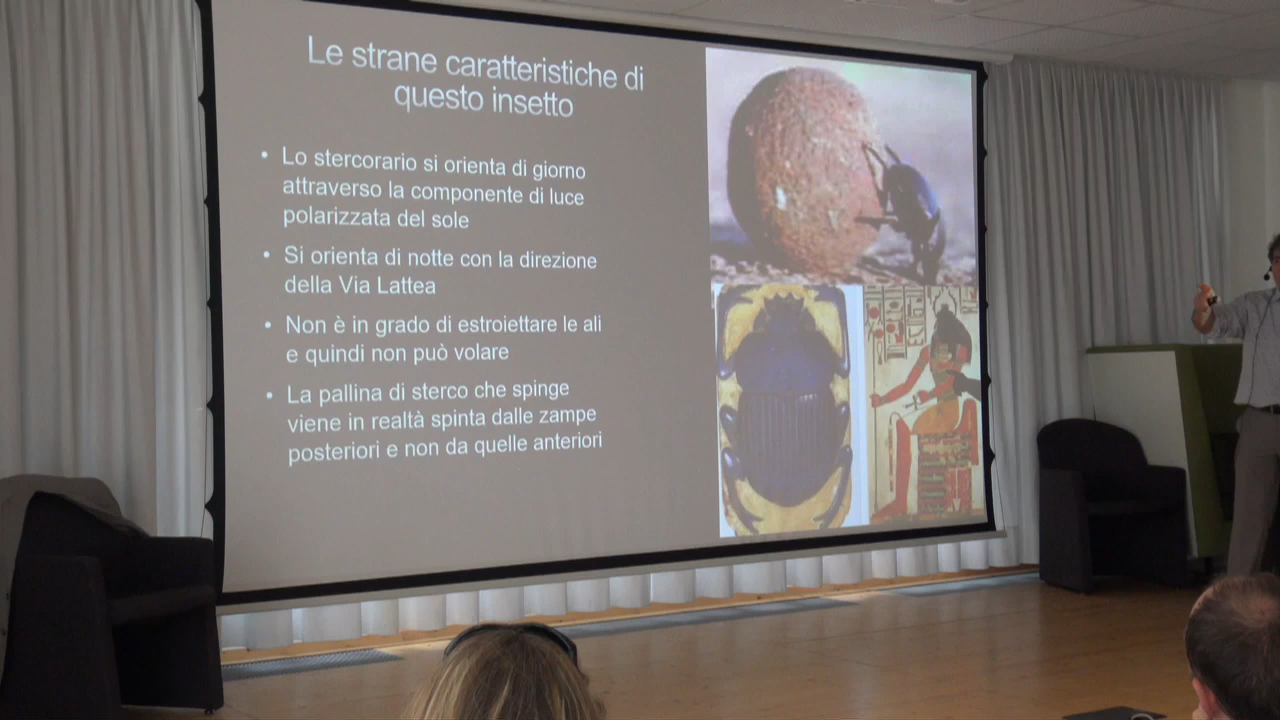 Le strane caratteristiche di
questo insetto
• Lo stercorario si orienta di giorno
attraverso la componente di luce
polarizzata del sole
• Si orienta di notte con la direzione
della Via Lattea
• Non è in grado di estroiettare le ali
e quindi non può volare
• La pallina di sterco che spinge
viene in realtà spinta dalle zampe
posteriori e non da quelle anteriori